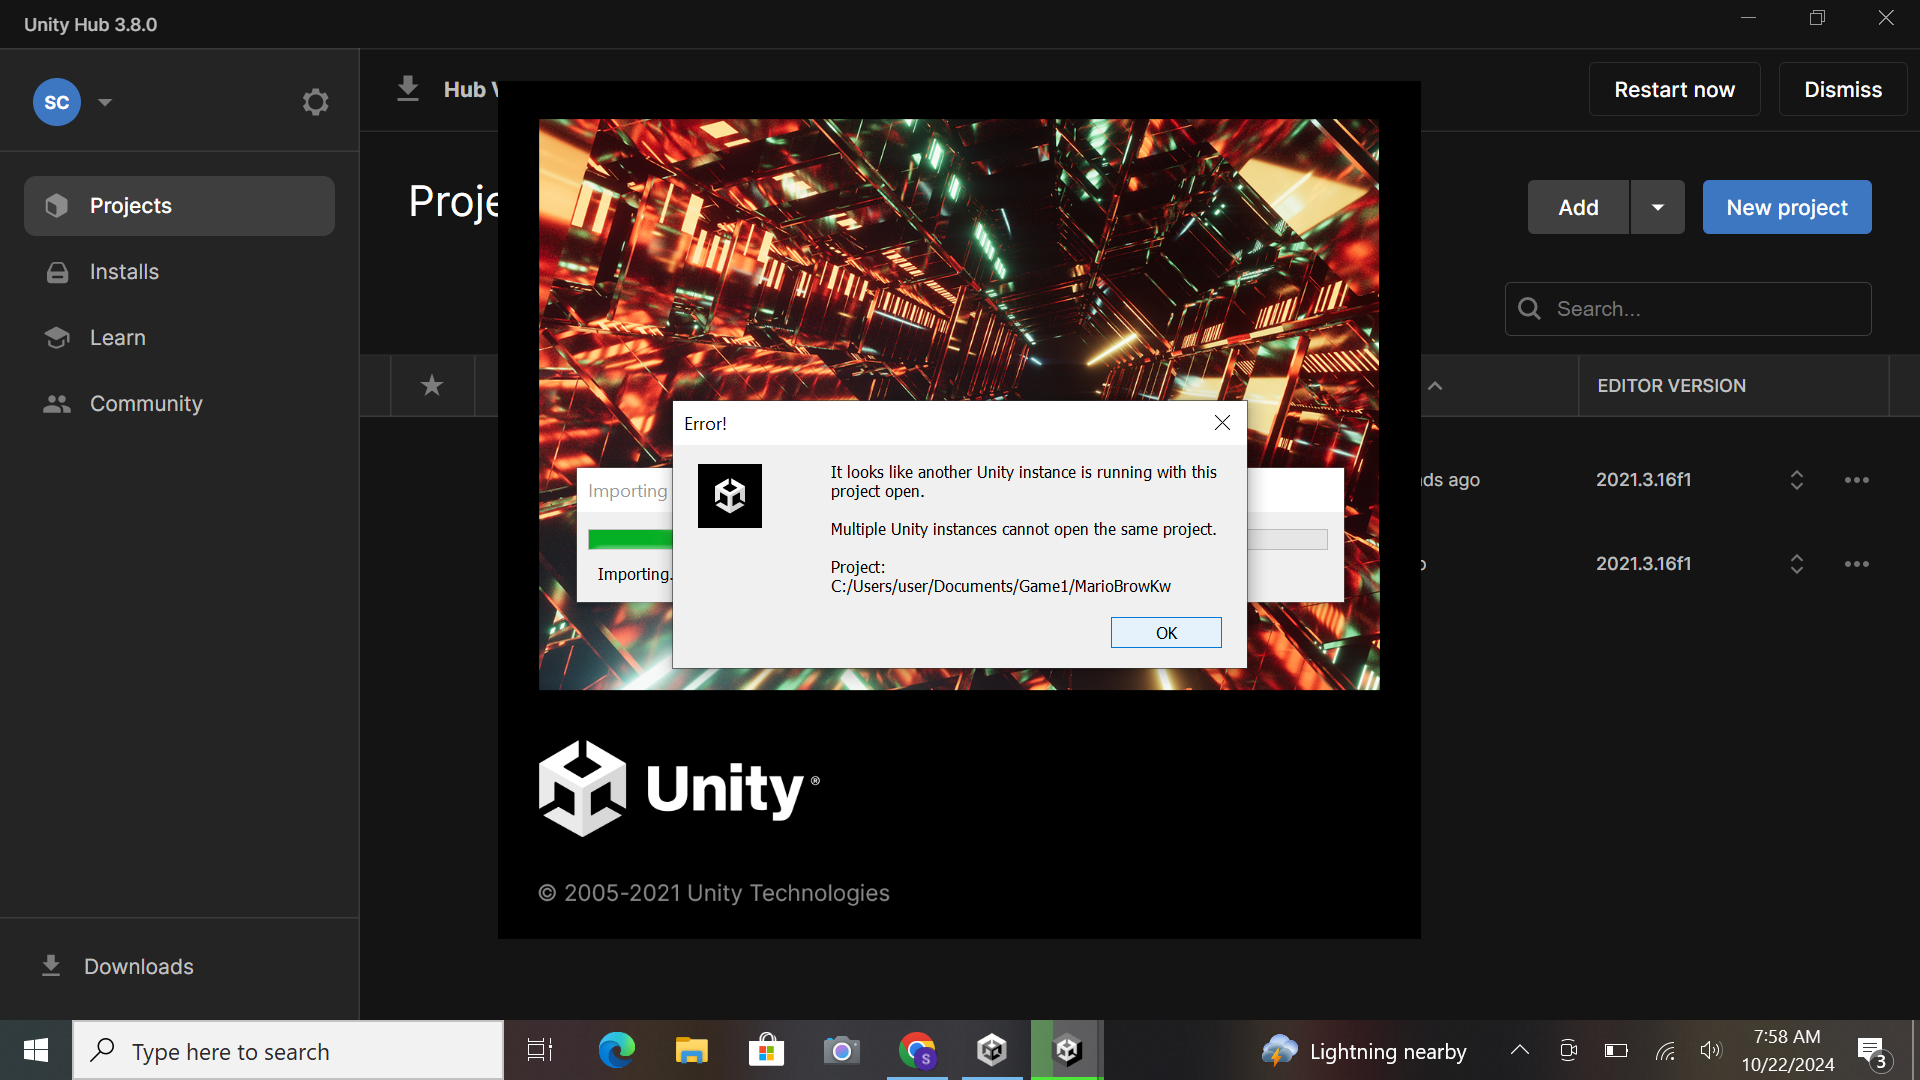 Unity Hub 3.8.0
SC
Hub
Restart now
Dismiss
Projects
Proje
Add
New project
Installs
Search...
Learn
EDITOR VERSION
Community
Error!
It looks like another Unity instance is running with this
project open.
Multiple Unity instances cannot open the same project.
Project:
C:/Users/user/Documents/Game1/MarioBrowKw
OK
Importing
Importing.
ds ago
2021.3.16f1
2021.3.16f1
Unity®
© 2005-2021 Unity Technologies
Downloads
Type here to search
S
Lightning nearby
7:58 AM
10/22/2024
3